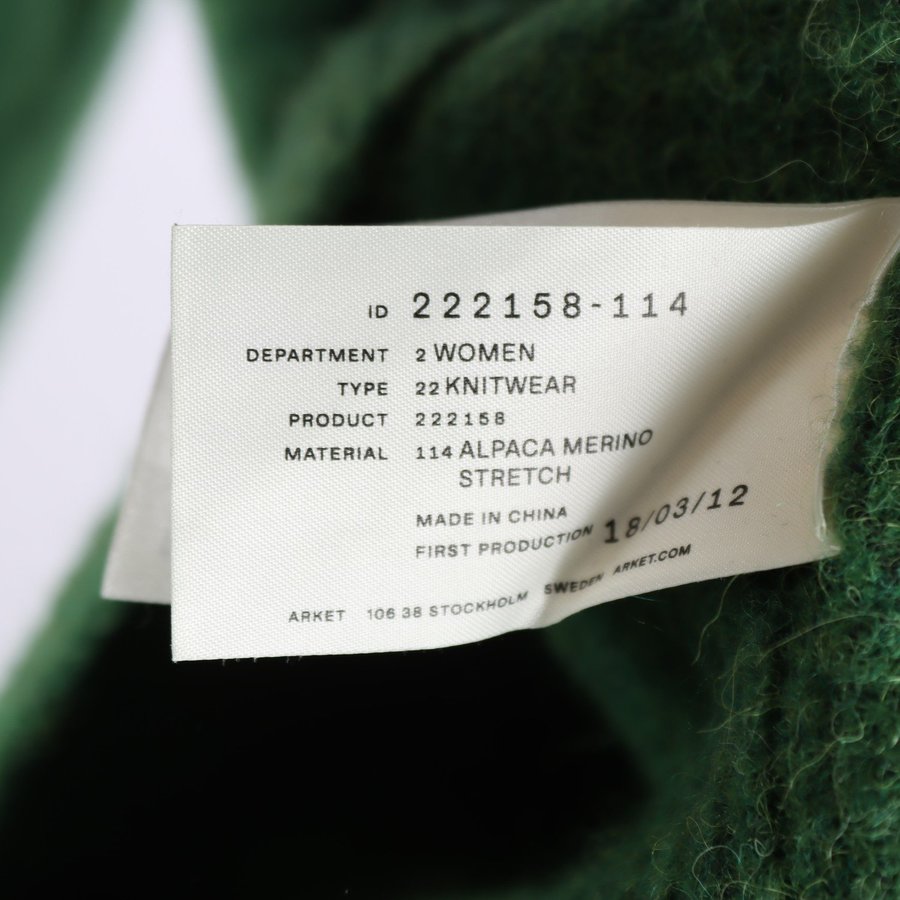 ID 222158-114
DEPARTMENT 2 WOMEN
TYPE 22 KNITWEAR
PRODUCT 222158
MATERIAL 114 ALPACA MERINO
STRETCH
MADE IN CHINA
FIRST PRODUCTION 18/03/12
ARKET 106 38 STOCKHOLM SWEDEN ARKET.COM